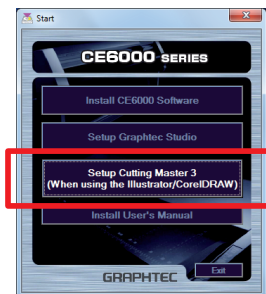 Start
CE6000 SERIES
Install CE6000 Software
Setup Graphtec Studio
Setup Cutting Master 3
(When using the Illustrator/CorelDRAW)
Install User's Manual
GRAPHTEC
Exit